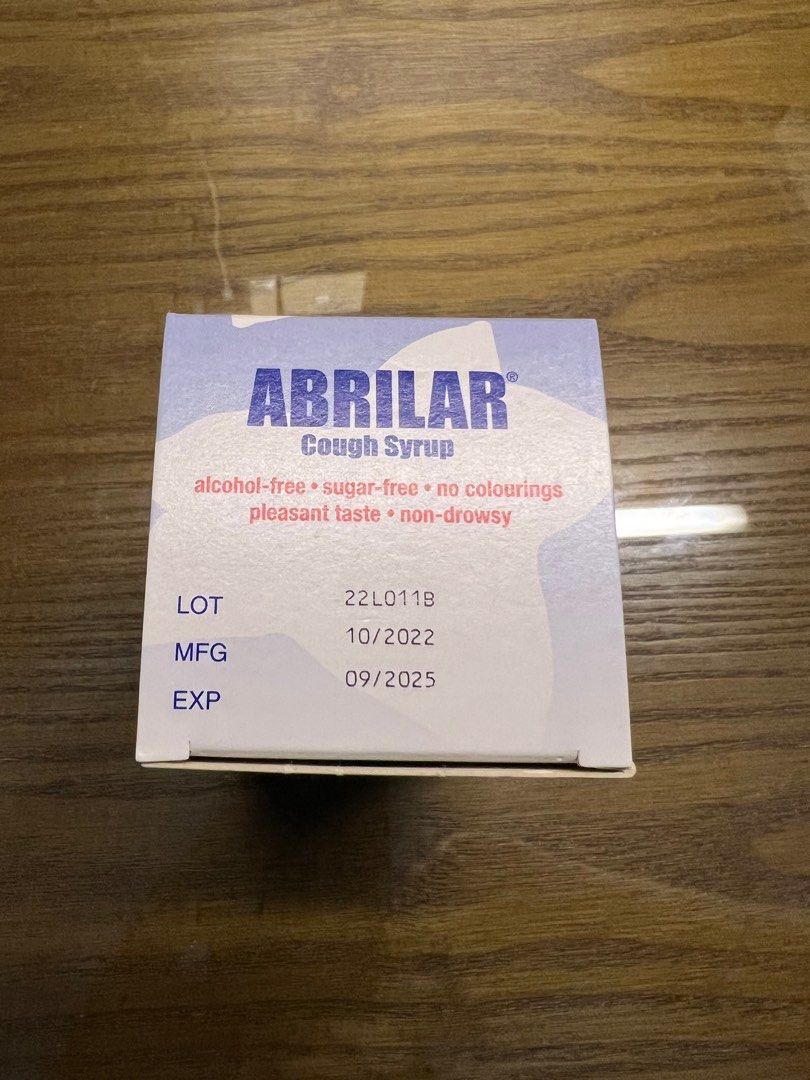 ABRILAR®
Cough Syrup
alcohol-free • sugar-free • no colourings
pleasant taste • non-drowsy
LOT 22L011B
MFG 10/2022
EXP 09/2025